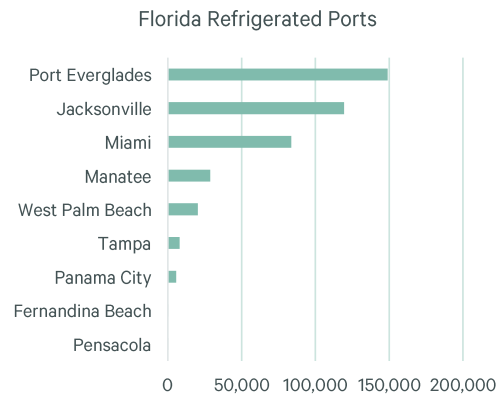 Florida Refrigerated Ports
Port Everglades
Jacksonville
Miami
Manatee
West Palm Beach
Tampa
Panama City
Fernandina Beach
Pensacola
0 50,000 100,000 150,000 200,000